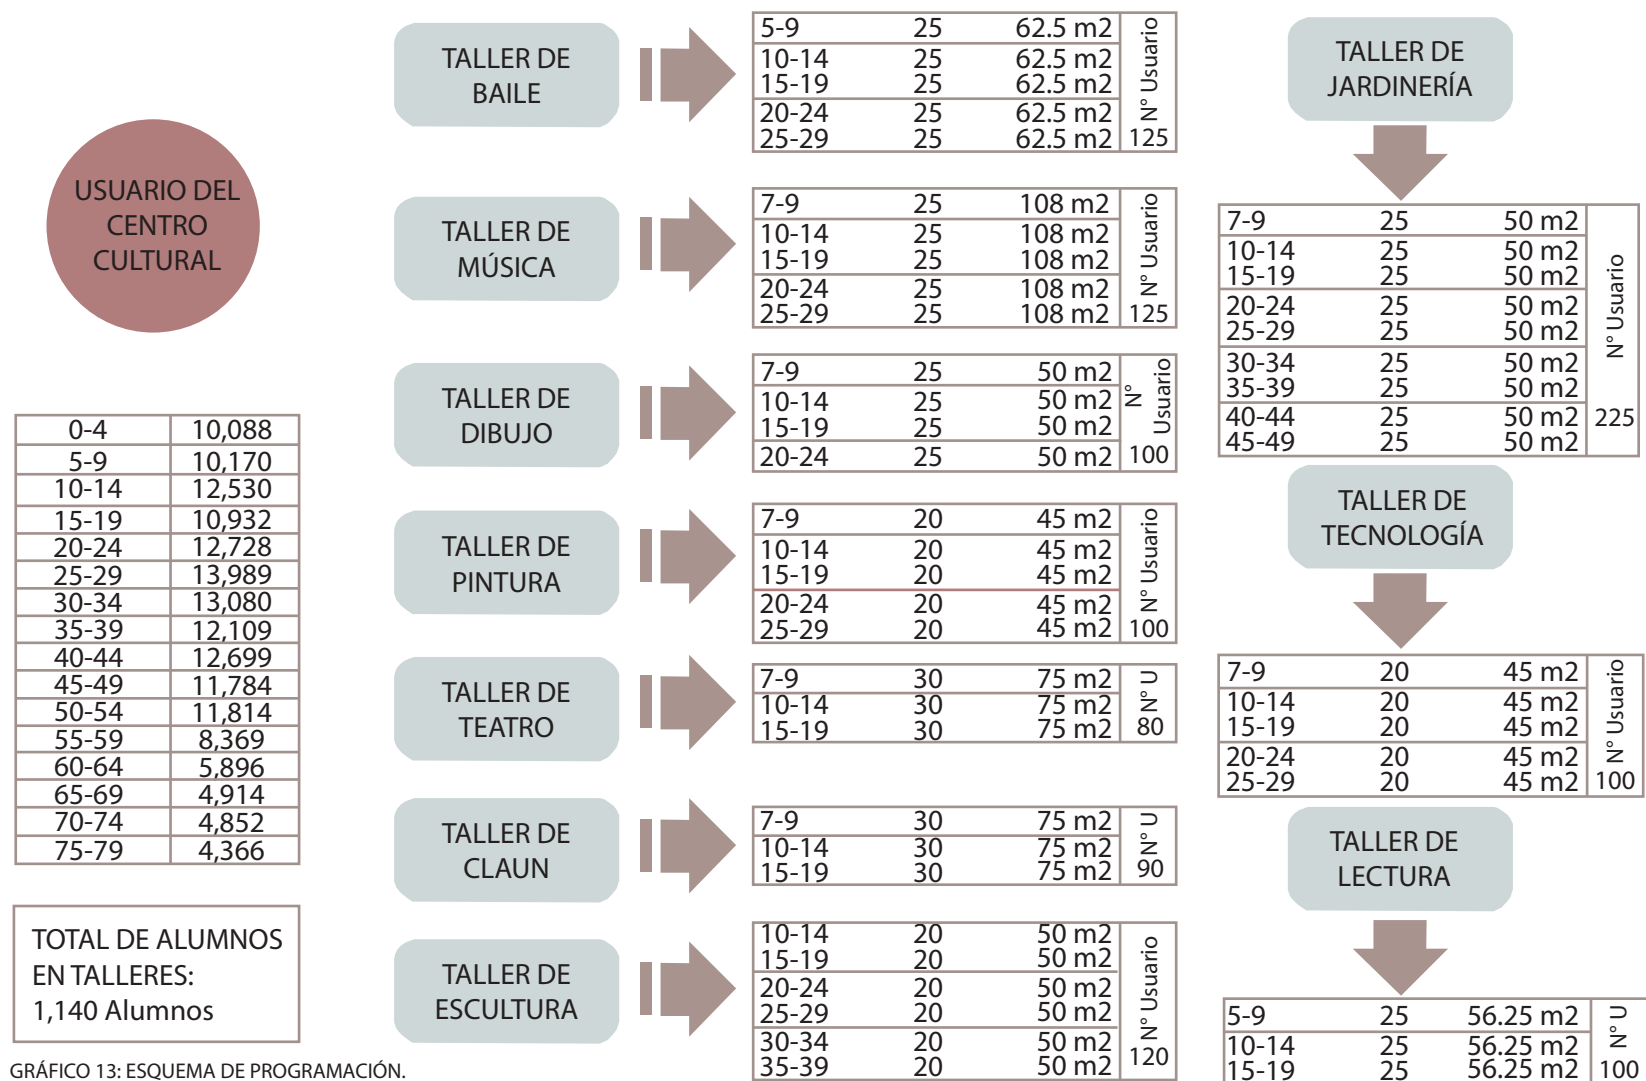 USUARIO DEL
CENTRO
CULTURAL
0-4 10,088
5-9 10,170
10-14 12,530
15-19 10,932
20-24 12,728
25-29 13,989
30-34 13,080
35-39 12,109
40-44 12,699
45-49 11,784
50-54 11,814
55-59 8,369
60-64 5,896
65-69 4,914
70-74 4,852
75-79 4,366
TOTAL DE ALUMNOS
EN TALLERES:
1,140 Alumnos
TALLER DE
BAILE
5-9 25 62.5 m2
10-14 25 62.5 m2
15-19 25 62.5 m2
20-24 25 62.5 m2
25-29 25 62.5 m2
N° Usuario
125
TALLER DE
MÚSICA
7-9 25 108 m2
10-14 25 108 m2
15-19 25 108 m2
20-24 25 108 m2
25-29 25 108 m2
N° Usuario
125
TALLER DE
DIBUJO
7-9 25 50 m2
10-14 25 50 m2
15-19 25 50 m2
20-24 25 50 m2
N°
Usuario
100
TALLER DE
PINTURA
7-9 20 45 m2
10-14 20 45 m2
15-19 20 45 m2
20-24 20 45 m2
25-29 20 45 m2
N° Usuario
100
TALLER DE
TEATRO
7-9 30 75 m2
10-14 30 75 m2
15-19 30 75 m2
N° U
80
TALLER DE
CLAUN
7-9 30 75 m2
10-14 30 75 m2
15-19 30 75 m2
N° U
90
TALLER DE
ESCULTURA
10-14 20 50 m2
15-19 20 50 m2
20-24 20 50 m2
25-29 20 50 m2
30-34 20 50 m2
35-39 20 50 m2
N° Usuario
120
TALLER DE
JARDINERÍA
7-9 25 50 m2
10-14 25 50 m2
15-19 25 50 m2
20-24 25 50 m2
25-29 25 50 m2
30-34 25 50 m2
35-39 25 50 m2
40-44 25 50 m2
45-49 25 50 m2
N° Usuario
225
TALLER DE
TECNOLOGÍA
7-9 20 45 m2
10-14 20 45 m2
15-19 20 45 m2
20-24 20 45 m2
25-29 20 45 m2
N° Usuario
100
TALLER DE
LECTURA
5-9 25 56.25 m2
10-14 25 56.25 m2
15-19 25 56.25 m2
N° U
100
GRÁFICO 13: ESQUEMA DE PROGRAMACIÓN.